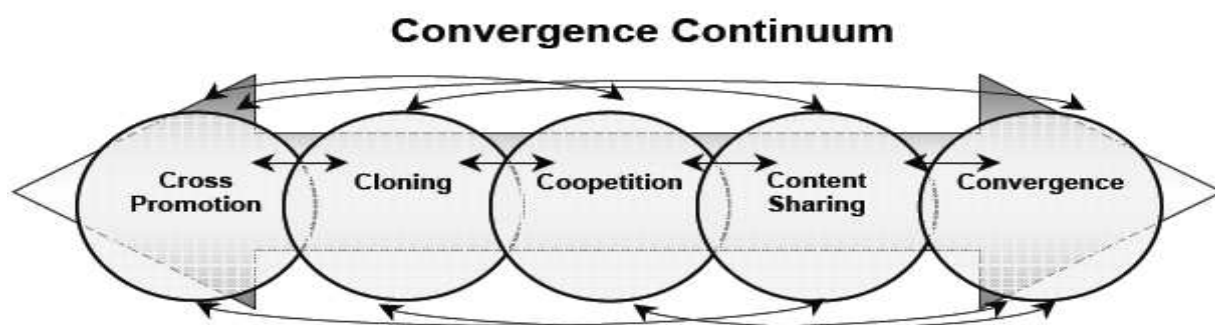 Convergence Continuum
Cross
Promotion
Cloning
Coopetition
Content
Sharing
Convergence